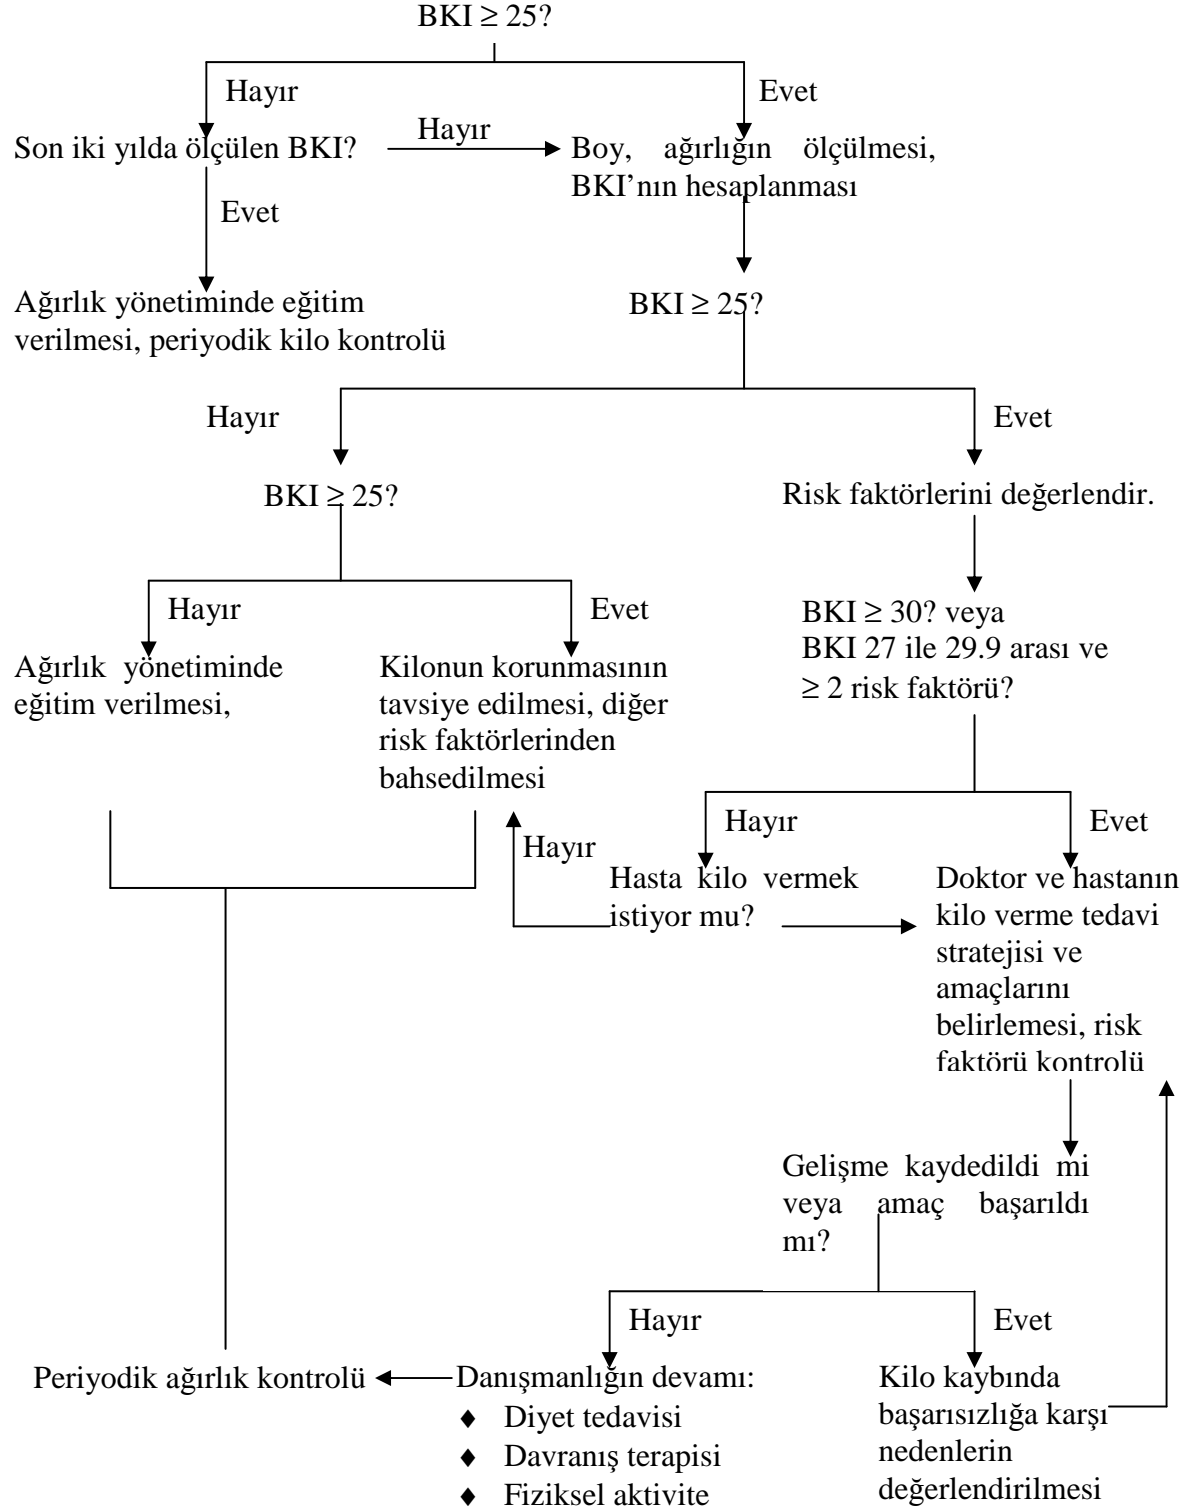 BKI ≥ 25?
Hayır
Evet
Son iki yılda ölçülen BKI?
Hayır
Boy, ağırlığın ölçülmesi,
BKI’nın hesaplanması
Evet
Ağırlık yönetiminde eğitim
verilmesi, periyodik kilo kontrolü
BKI ≥ 25?
Hayır
Evet
BKI ≥ 25?
Risk faktörlerini değerlendir.
Hayır
Evet
BKI ≥ 30? veya
BKI 27 ile 29.9 arası ve
≥ 2 risk faktörü?
Ağırlık yönetiminde
eğitim verilmesi,
Kilonun korunmasının
tavsiye edilmesi, diğer
risk faktörlerinden
bahsedilmesi
Hayır
Evet
Hayır
Hasta kilo vermek
istiyor mu?
Doktor ve hastanın
kilo verme tedavi
stratejisi ve
amaçlarını
belirlemesi, risk
faktörü kontrolü
Gelişme kaydedildi mi
veya amaç başarıldı
mı?
Hayır
Evet
Periyodik ağırlık kontrolü
Danışmanlığın devamı:
♦ Diyet tedavisi
♦ Davranış terapisi
♦ Fiziksel aktivite
Kilo kaybında
başarısızlığa karşı
nedenlerin
değerlendirilmesi